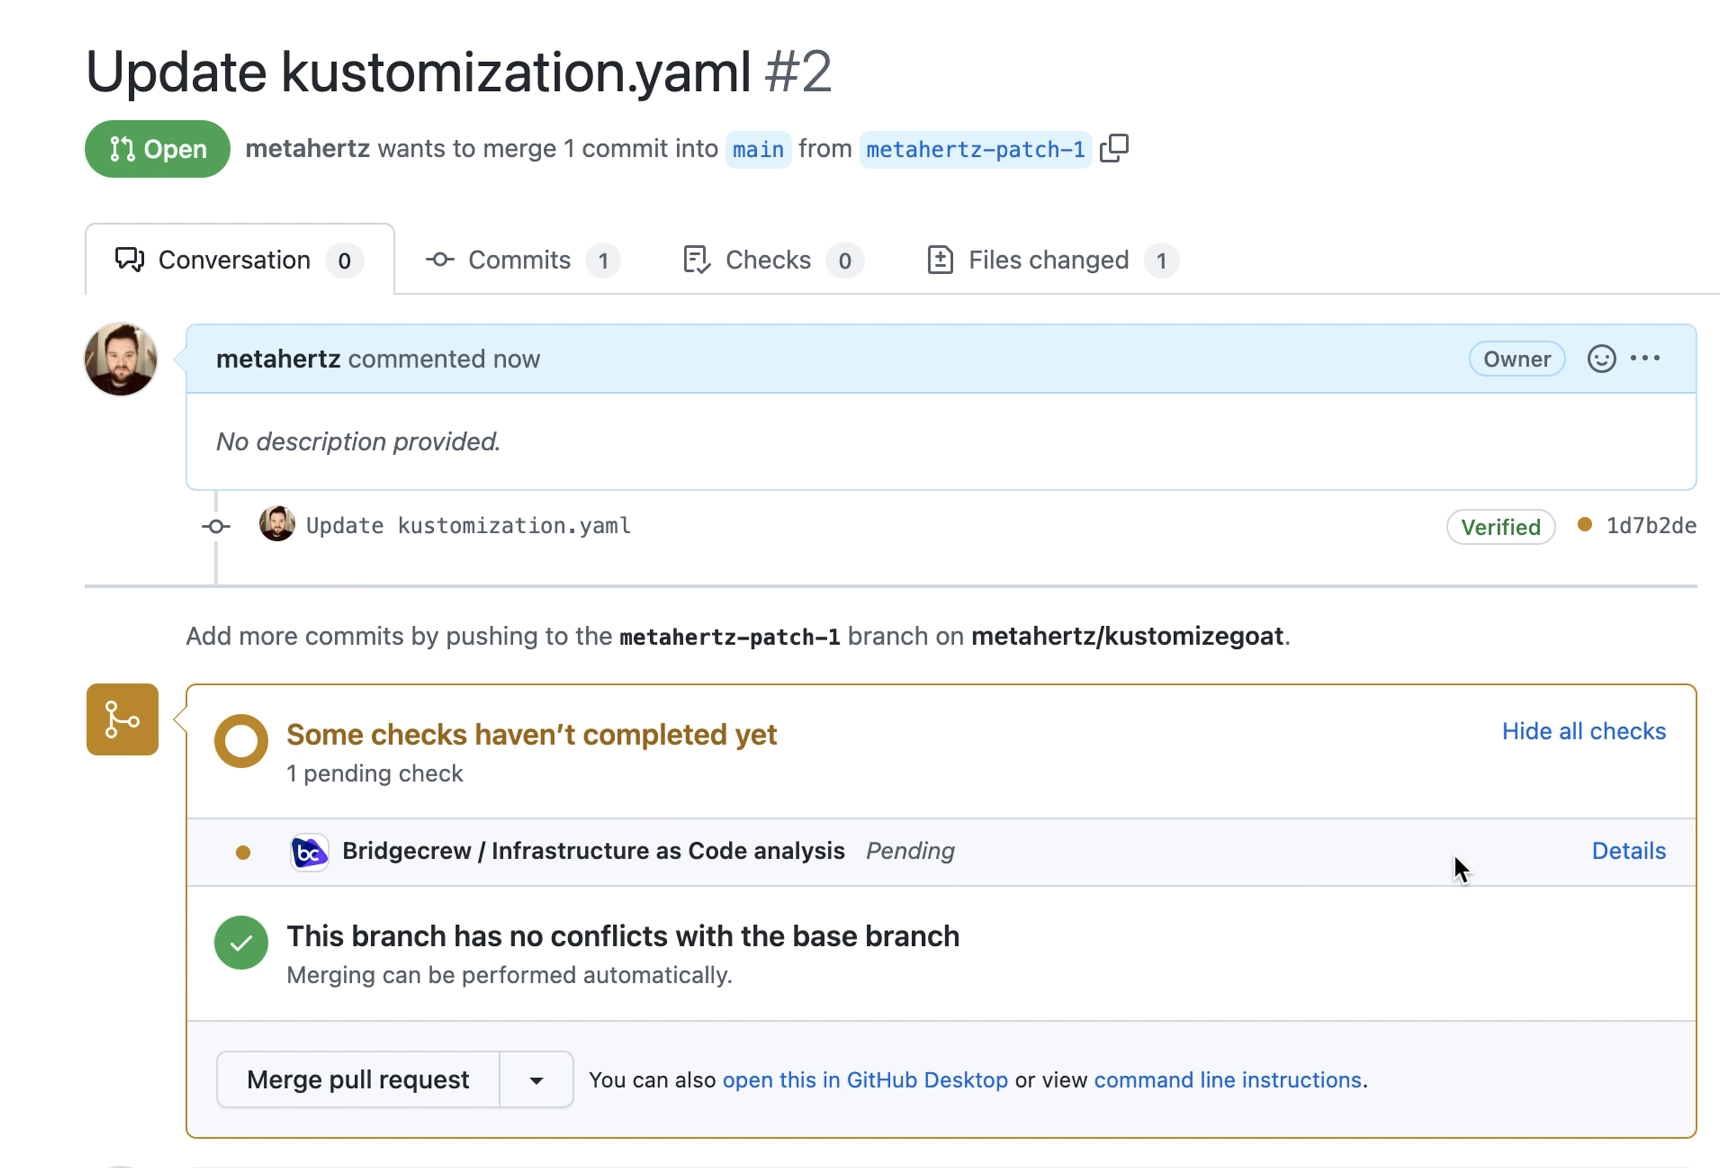 Update kustomization.yaml #2
Open metahertz wants to merge 1 commit into main from metahertz-patch-1
Conversation 0 Commits 1 Checks 0 Files changed 1
metahertz commented now Owner
No description provided.
Update kustomization.yaml Verified 1d7b2de
Add more commits by pushing to the metahertz-patch-1 branch on metahertz/kustomizegoat.
Some checks haven’t completed yet Hide all checks
1 pending check
bc Bridgecrew / Infrastructure as Code analysis Pending Details
This branch has no conflicts with the base branch
Merging can be performed automatically.
Merge pull request You can also open this in GitHub Desktop or view command line instructions.